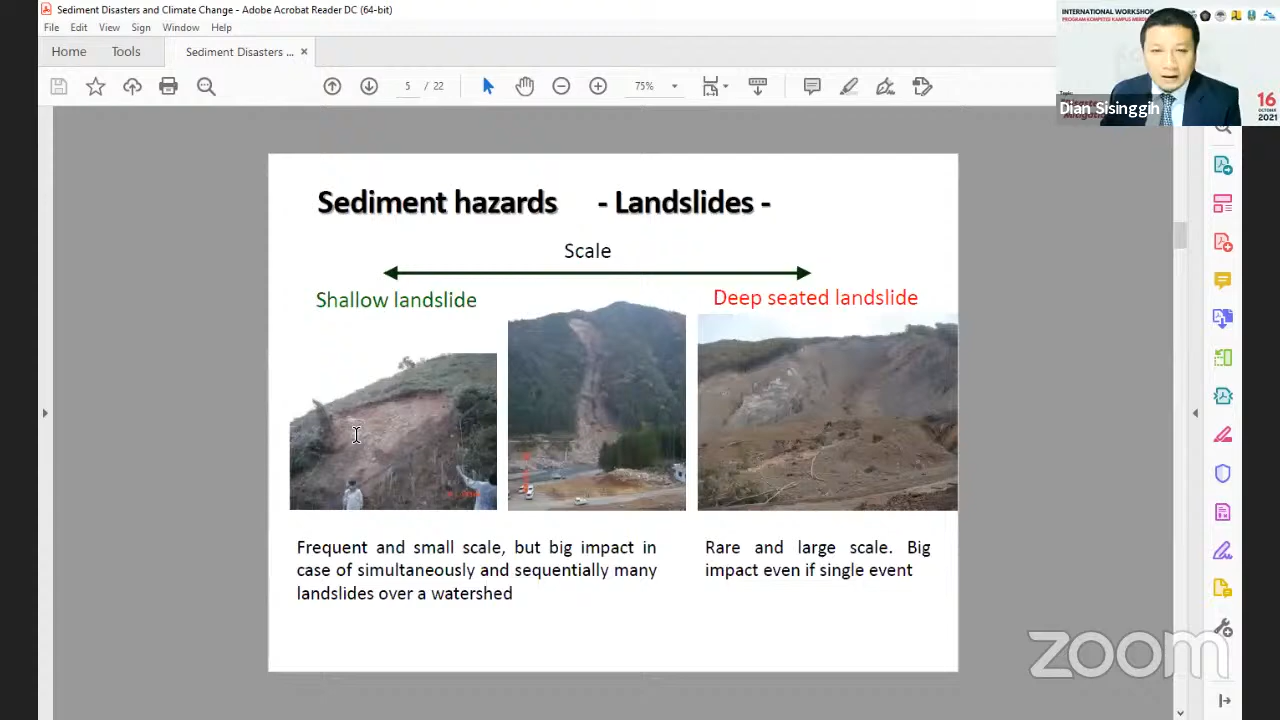 Sediment Disasters and Climate Change - Adobe Acrobat Reader DC (64-bit)
File Edit View Sign Window Help
Home Tools Sediment Disasters ... ×
5 / 22 75%
INTERNATIONAL WORKSHOP
Dian Sisinggih
16
OCTOBER
2021
Sediment hazards - Landslides -
Scale
Shallow landslide
Deep seated landslide
Frequent and small scale, but big impact in
case of simultaneously and sequentially many
landslides over a watershed
Rare and large scale. Big
impact even if single event
zoom